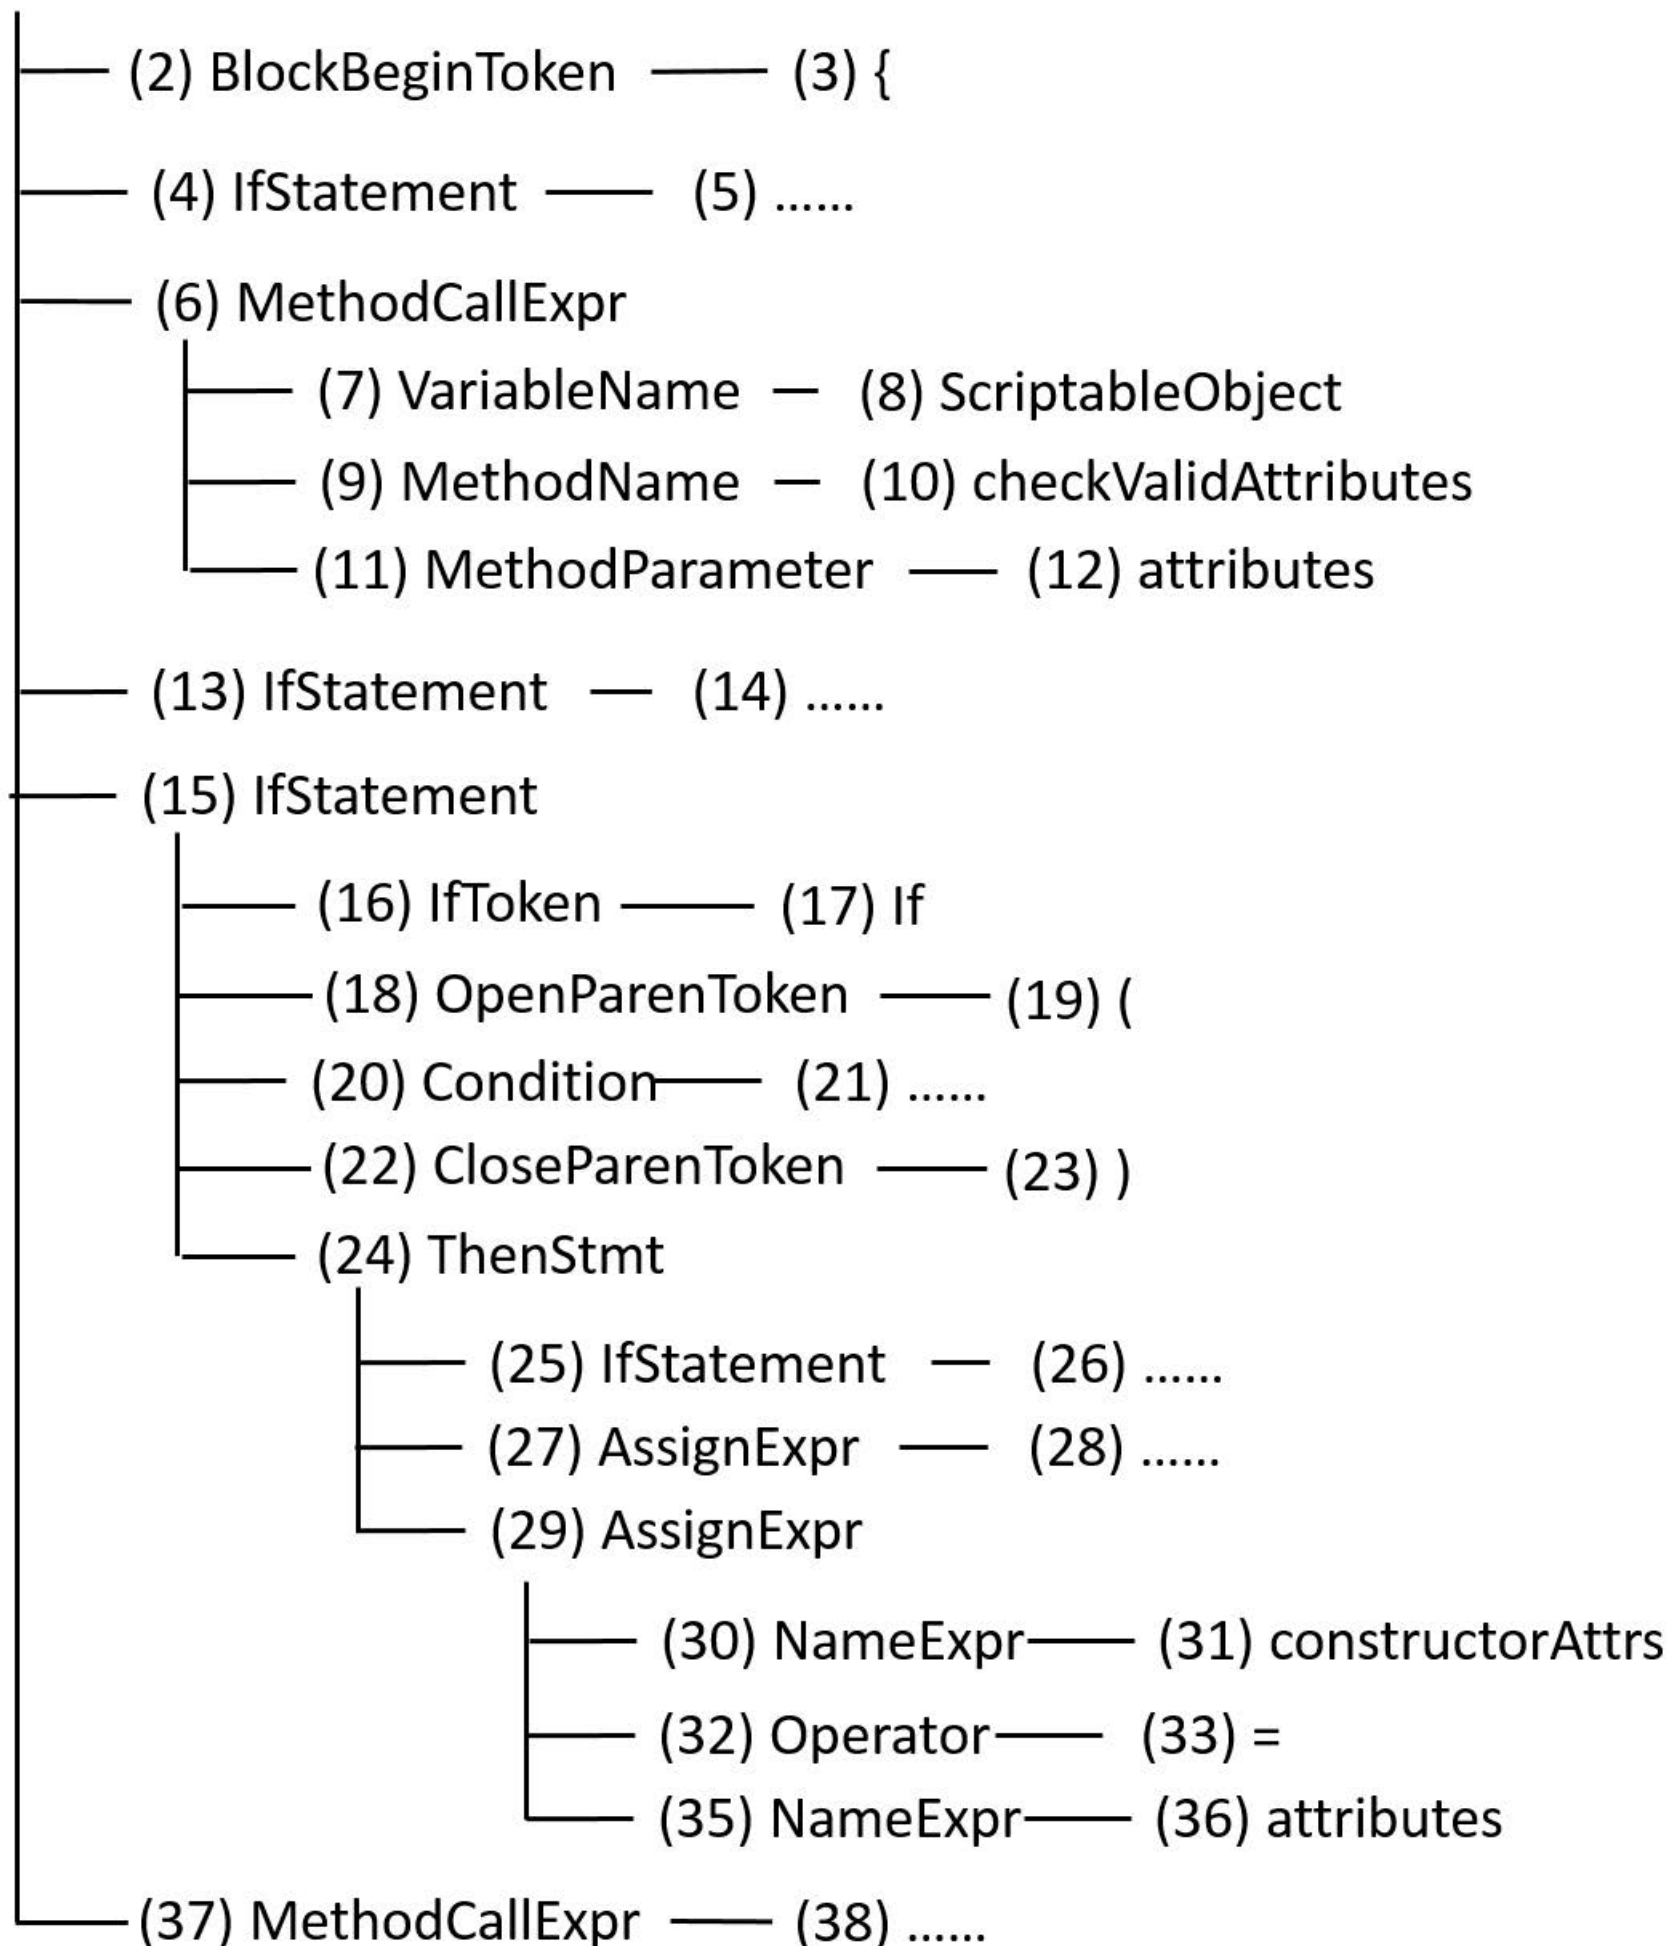 (2) BlockBeginToken (3) {
(4) IfStatement (5) ......
(6) MethodCallExpr
(7) VariableName (8) ScriptableObject
(9) MethodName (10) checkValidAttributes
(11) MethodParameter (12) attributes
(13) IfStatement (14) ......
(15) IfStatement
(16) IfToken (17) If
(18) OpenParenToken (19) (
(20) Condition (21) ......
(22) CloseParenToken (23) )
(24) ThenStmt
(25) IfStatement (26) ......
(27) AssignExpr (28) ......
(29) AssignExpr
(30) NameExpr (31) constructorAttrs
(32) Operator (33) =
(35) NameExpr (36) attributes
(37) MethodCallExpr (38) ......